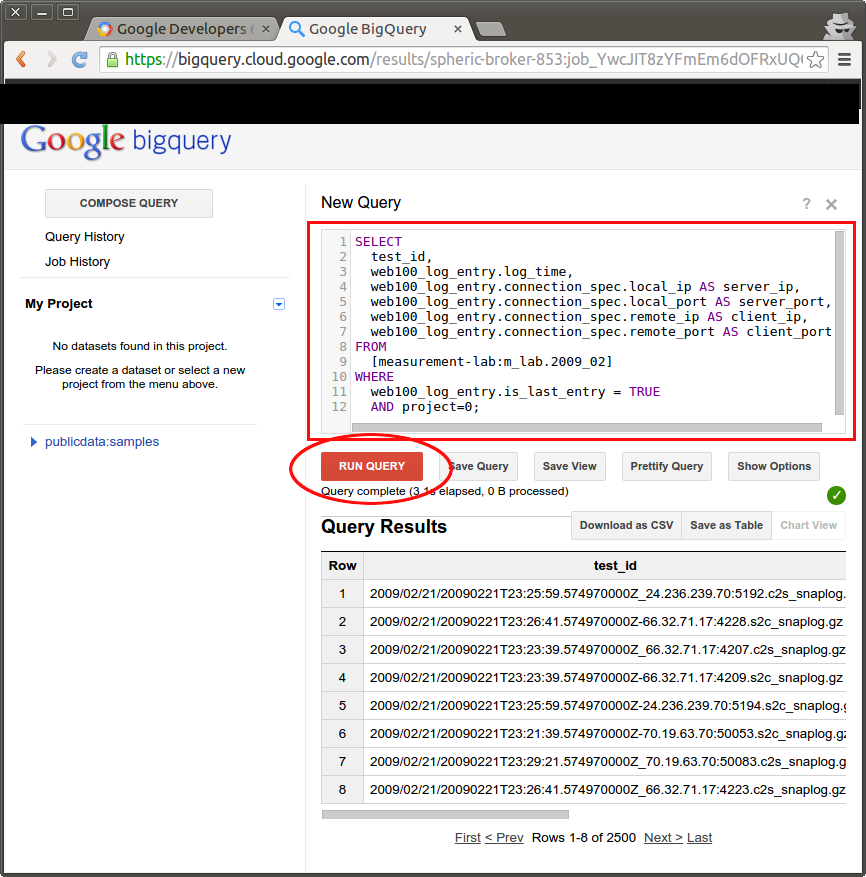 Google Developers
Google BigQuery
https://bigquery.cloud.google.com/results/spheric-broker-853:job_YwcJIT8zYFmEm6dOFRxUQ
Google bigquery
COMPOSE QUERY
Query History
Job History
My Project
No datasets found in this project.
Please create a dataset or select a new
project from the menu above.
publicdata:samples
New Query
? ×
1 SELECT
2 test_id,
3 web100_log_entry.log_time,
4 web100_log_entry.connection_spec.local_ip AS server_ip,
5 web100_log_entry.connection_spec.local_port AS server_port,
6 web100_log_entry.connection_spec.remote_ip AS client_ip,
7 web100_log_entry.connection_spec.remote_port AS client_port
8 FROM
9 [measurement-lab:m_lab.2009_02]
10 WHERE
11 web100_log_entry.is_last_entry = TRUE
12 AND project=0;
RUN QUERY Save Query Save View Prettify Query Show Options
Query complete (3.1s elapsed, 0 B processed)
Query Results Download as CSV Save as Table Chart View
Row test_id
1 2009/02/21/20090221T23:25:59.574970000Z_24.236.239.70:5192.c2s_snaplog.
2 2009/02/21/20090221T23:26:41.574970000Z-66.32.71.17:4228.s2c_snaplog.gz
3 2009/02/21/20090221T23:23:39.574970000Z_66.32.71.17:4207.c2s_snaplog.gz
4 2009/02/21/20090221T23:23:39.574970000Z-66.32.71.17:4209.s2c_snaplog.gz
5 2009/02/21/20090221T23:25:59.574970000Z-24.236.239.70:5194.s2c_snaplog.g
6 2009/02/21/20090221T23:21:39.574970000Z-70.19.63.70:50053.s2c_snaplog.gz
7 2009/02/21/20090221T23:29:21.574970000Z_70.19.63.70:50083.c2s_snaplog.g
8 2009/02/21/20090221T23:26:41.574970000Z_66.32.71.17:4223.c2s_snaplog.gz
First < Prev Rows 1-8 of 2500 Next > Last